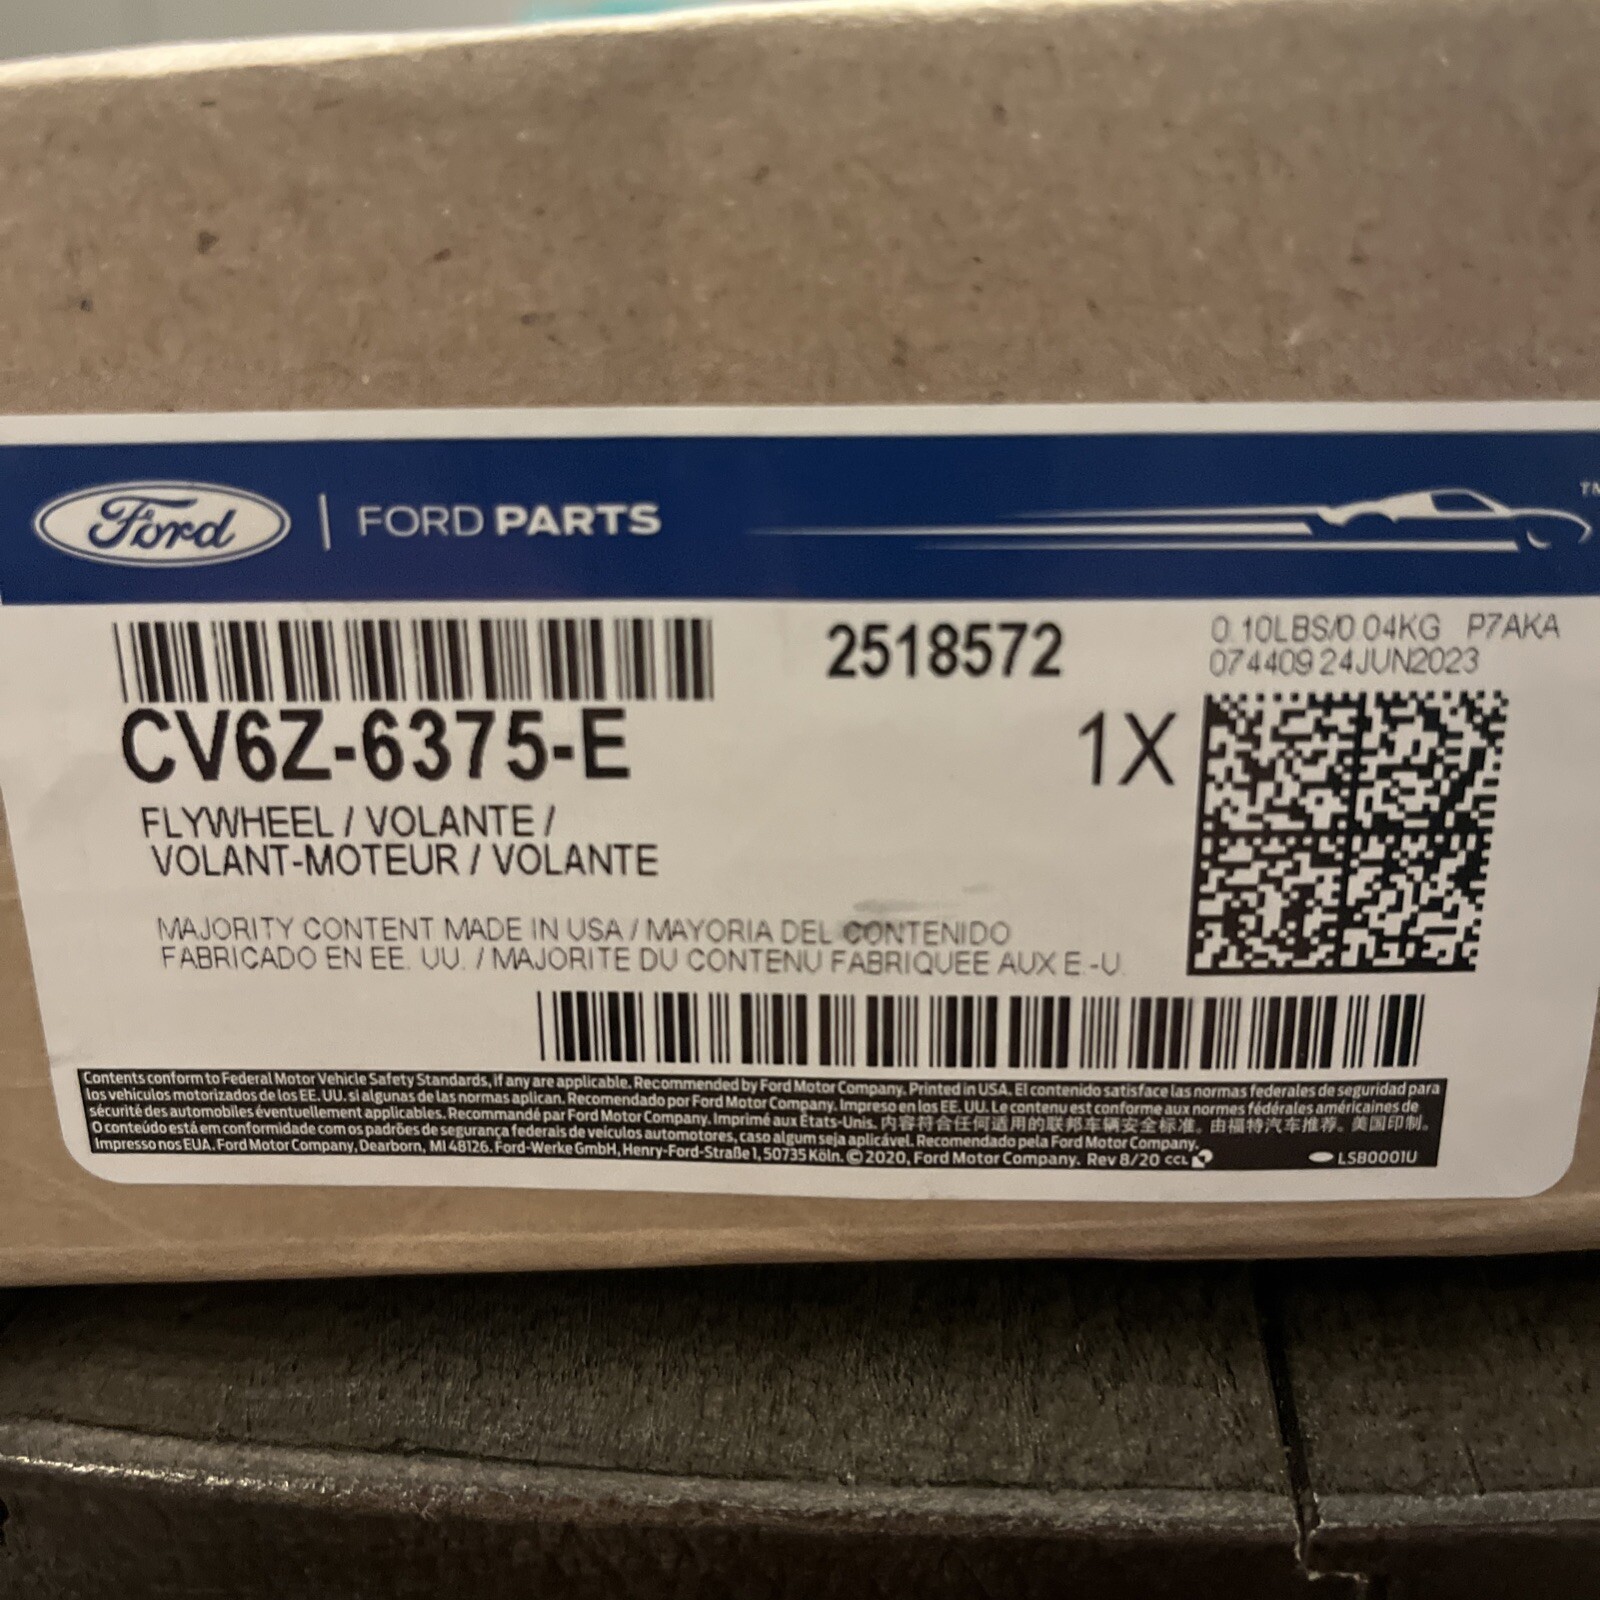 Ford | FORD PARTS
TM
2518572
0.10LBS/0.04KG P7AKA
074409 24JUN2023
CV6Z-6375-E
1X
FLYWHEEL / VOLANTE /
VOLANT-MOTEUR / VOLANTE
MAJORITY CONTENT MADE IN USA / MAYORIA DEL CONTENIDO
FABRICADO EN EE. UU. / MAJORITE DU CONTENU FABRIQUEE AUX E.-U.
Contents conform to Federal Motor Vehicle Safety Standards, if any are applicable. Recommended by Ford Motor Company. Printed in USA. El contenido satisface las normas federales de seguridad para
los vehículos motorizados de los EE. UU. si algunas de las normas aplican. Recomendado por Ford Motor Company. Impreso en los EE. UU. Le contenu est conforme aux normes fédérales américaines de
sécurité des automobiles éventuellement applicables. Recommandé par Ford Motor Company. Imprimé aux États-Unis. 内容符合任何适用的联邦车辆安全标准。由福特汽车推荐。美国印制。
O conteúdo está em conformidade com os padrões de segurança federais de veículos automotores, caso algum seja aplicável. Recomendado pela Ford Motor Company.
Impresso nos EUA. Ford Motor Company, Dearborn, MI 48126. Ford-Werke GmbH, Henry-Ford-Straße 1, 50735 Köln. © 2020, Ford Motor Company. Rev 8/20 CCL
LSB0001U